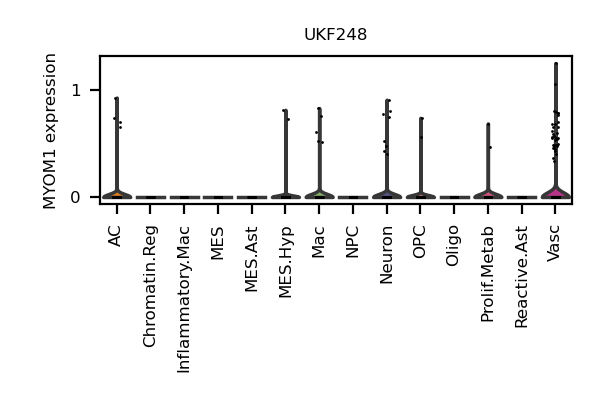 UKF248
MYOM1 expression
1
0
AC
Chromatin.Reg
Inflammatory.Mac
MES
MES.Ast
MES.Hyp
Mac
NPC
Neuron
OPC
Oligo
Prolif.Metab
Reactive.Ast
Vasc